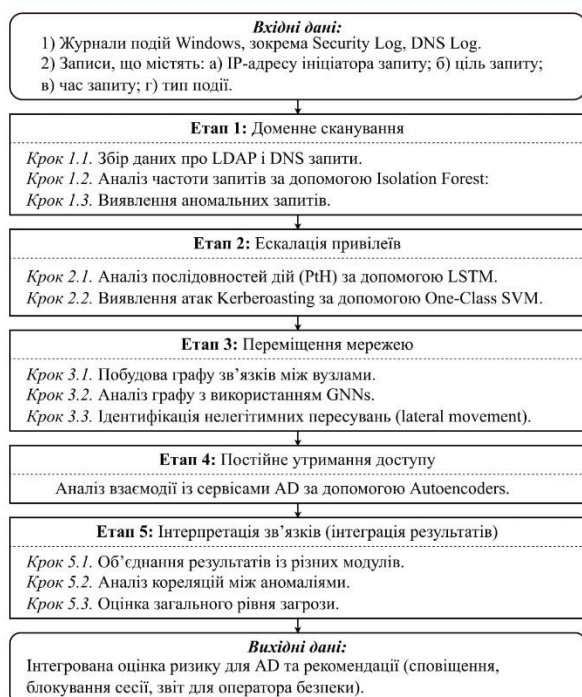 Вхідні дані:
1) Журнали подій Windows, зокрема Security Log, DNS Log.
2) Записи, що містять: а) IP-адресу ініціатора запиту; б) ціль запиту;
в) час запиту; г) тип події.
Етап 1: Доменне сканування
Крок 1.1. Збір даних про LDAP і DNS запити.
Крок 1.2. Аналіз частоти запитів за допомогою Isolation Forest:
Крок 1.3. Виявлення аномальних запитів.
Етап 2: Ескалація привілеїв
Крок 2.1. Аналіз послідовностей дій (PtH) за допомогою LSTM.
Крок 2.2. Виявлення атак Kerberoasting за допомогою One-Class SVM.
Етап 3: Переміщення мережею
Крок 3.1. Побудова графу зв’язків між вузлами.
Крок 3.2. Аналіз графу з використанням GNNs.
Крок 3.3. Ідентифікація нелегітимних пересувань (lateral movement).
Етап 4: Постійне утримання доступу
Аналіз взаємодії із сервісами AD за допомогою Autoencoders.
Етап 5: Інтерпретація зв’язків (інтеграція результатів)
Крок 5.1. Об’єднання результатів із різних модулів.
Крок 5.2. Аналіз кореляцій між аномаліями.
Крок 5.3. Оцінка загального рівня загрози.
Вихідні дані:
Інтегрована оцінка ризику для AD та рекомендації (сповіщення,
блокування сесії, звіт для оператора безпеки).